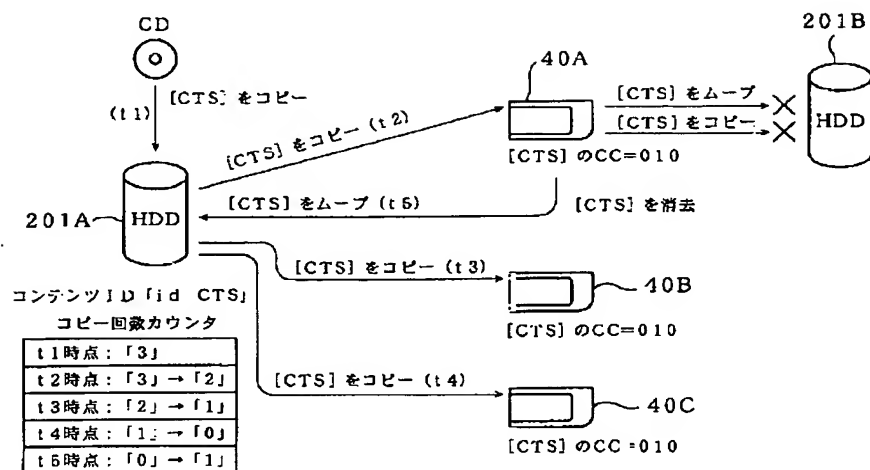 CD
201B
40A
(t1)
[CTS]をコピー
[CTS]をコピー(t2)
[CTS]をムーブ
[CTS]をコピー
HDD
[CTS]のCC=010
[CTS]をムーブ(t5)
[CTS]を消去
201A
HDD
[CTS]をコピー(t3)
40B
[CTS]のCC=010
コンテンツID「id CTS」
コピー回数カウンタ
t1時点:「3」
t2時点:「3」→「2」
t3時点:「2」→「1」
t4時点:「1」→「0」
t5時点:「0」→「1」
[CTS]をコピー(t4)
40C
[CTS]のCC=010